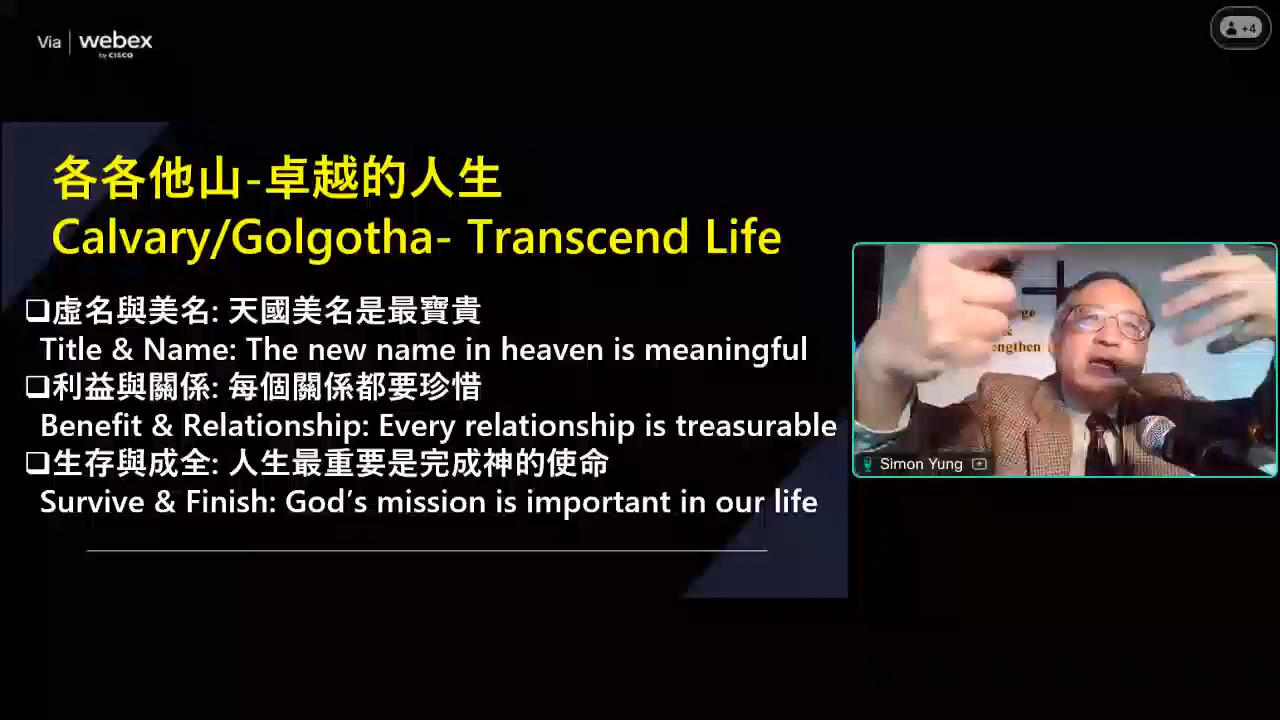 Via webex
by CISCO
+4
各各他山-卓越的人生
Calvary/Golgotha- Transcend Life
❑虛名與美名: 天國美名是最寶貴
Title & Name: The new name in heaven is meaningful
❑利益與關係: 每個關係都要珍惜
Benefit & Relationship: Every relationship is treasurable
❑生存與成全: 人生最重要是完成神的使命
Survive & Finish: God’s mission is important in our life
Simon Yung